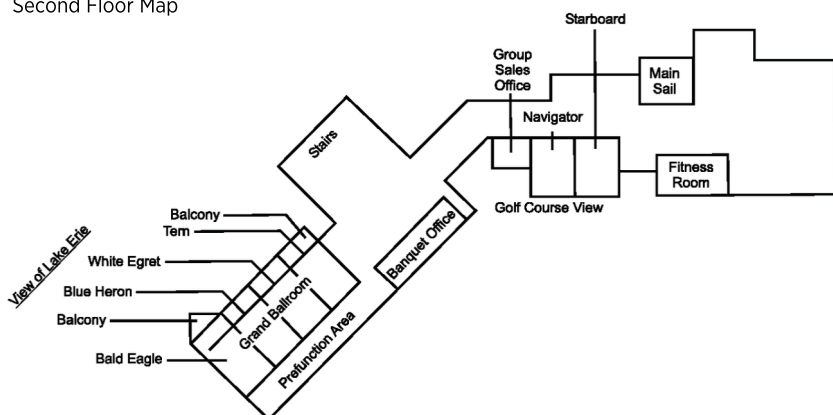 Second Floor Map
Starboard
Group
Sales
Office
Main
Sail
Navigator
Stairs
Fitness
Room
Golf Course View
Balcony
Tern
Banquet Office
View of Lake Erie
White Egret
Blue Heron
Grand Ballroom
Balcony
Prefunction Area
Bald Eagle